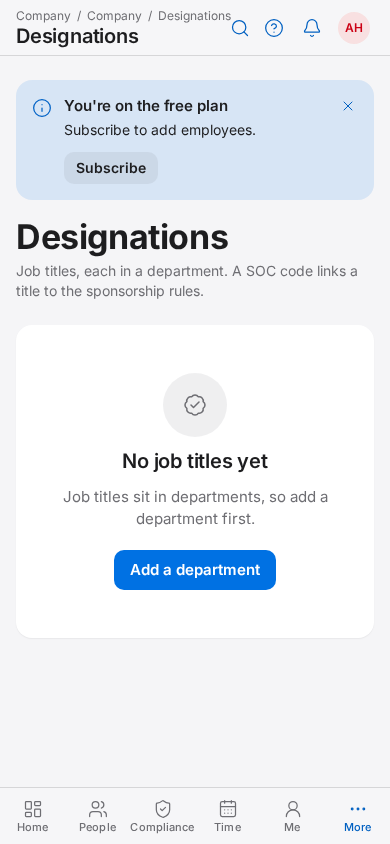 Company / Company / Designations
Designations
AH
You're on the free plan
Subscribe to add employees.
Subscribe
Designations
Job titles, each in a department. A SOC code links a
title to the sponsorship rules.
No job titles yet
Job titles sit in departments, so add a
department first.
Add a department
Home People Compliance Time Me More